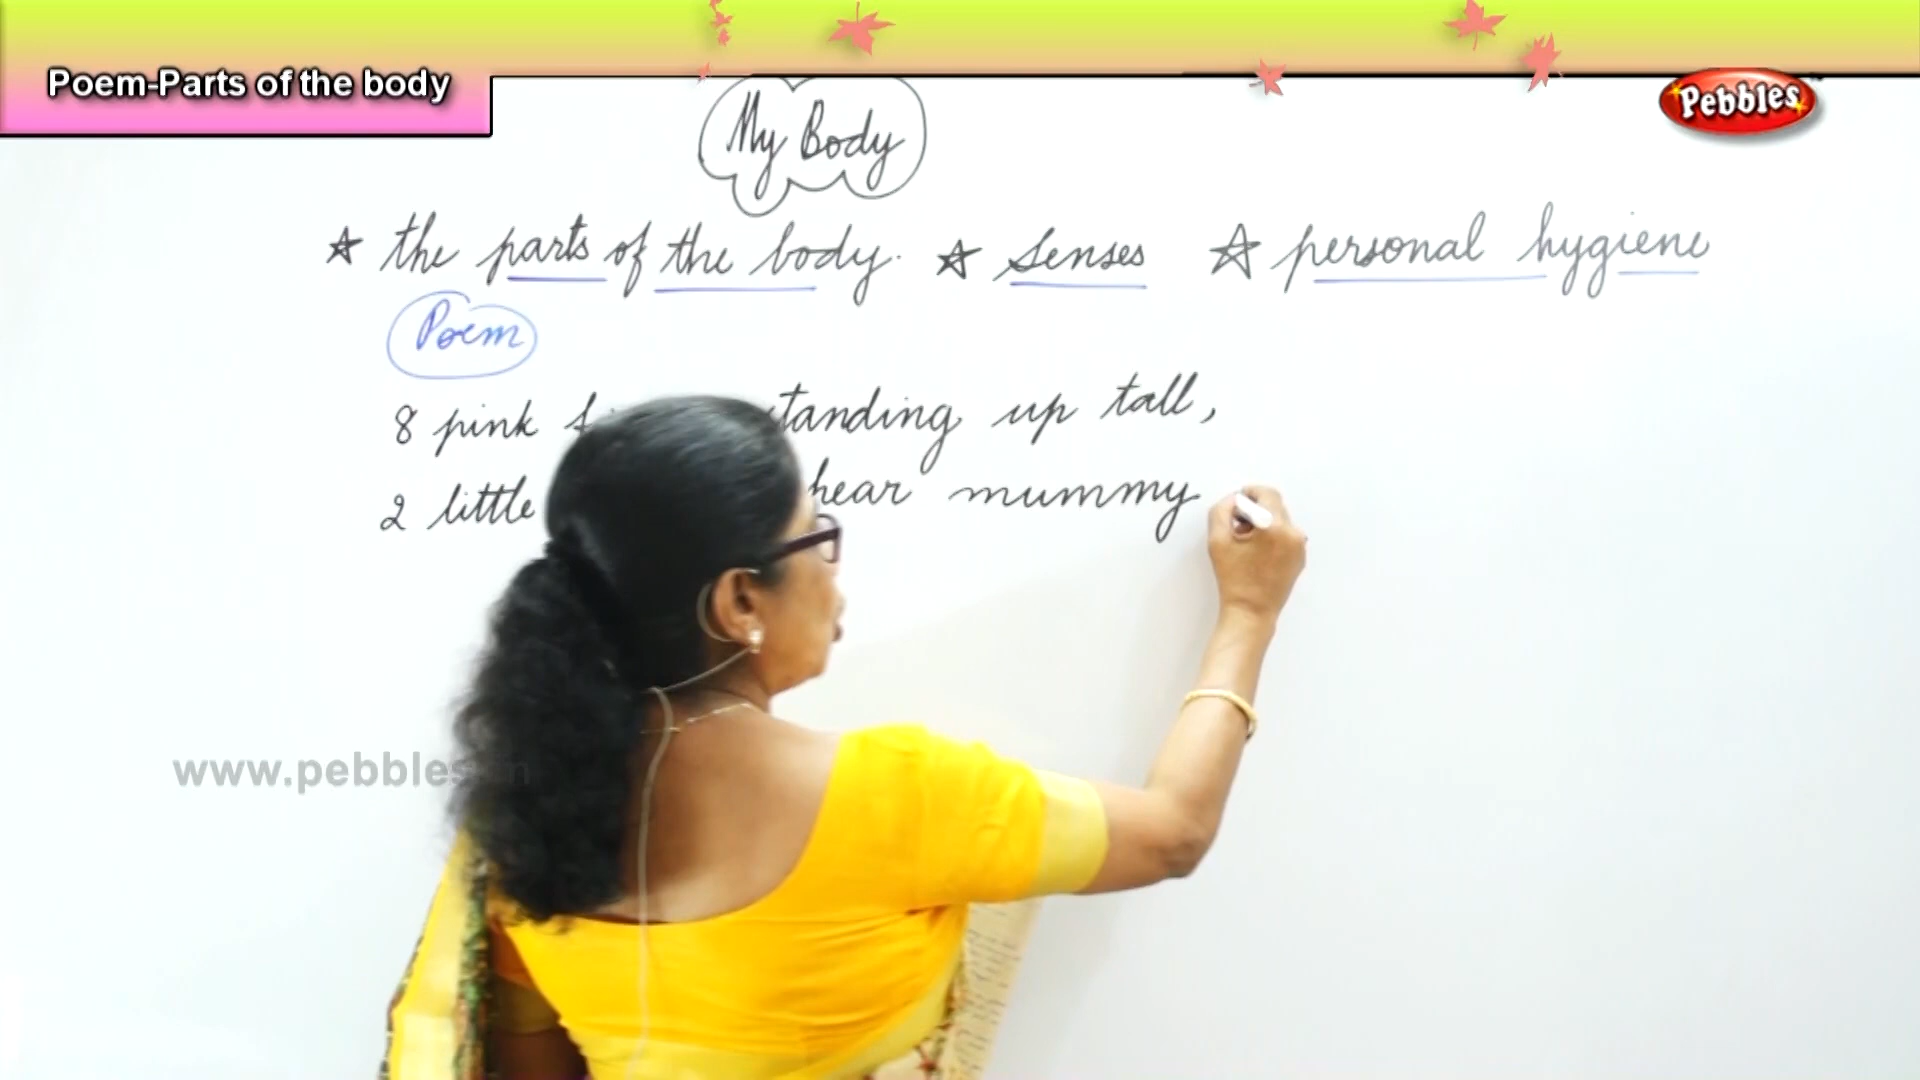 Poem-Parts of the body
Pebbles
My Body
☆ the parts of the body. ☆ Senses ☆ personal hygiene
Poem
8 pink standing up tall,
2 little hear mummy
www.pebbles